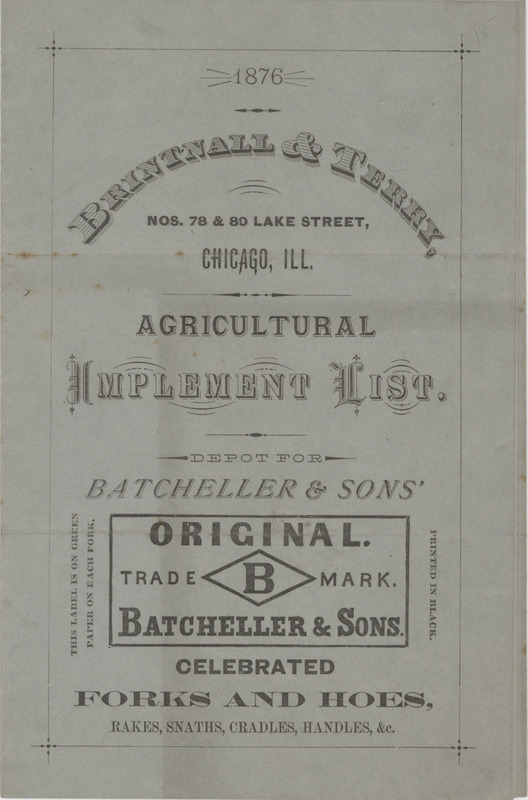 1876
BRINTNALL & TERRY,
NOS. 78 & 80 LAKE STREET,
CHICAGO, ILL.
AGRICULTURAL
IMPLEMENT LIST.
DEPOT FOR
BATCHELLER & SONS'
THIS LABEL IS ON GREEN
PAPER ON EACH FORK,
ORIGINAL.
TRADE B MARK.
BATCHELLER & SONS.
PRINTED IN BLACK.
CELEBRATED
FORKS AND HOES,
RAKES, SNATHS, CRADLES, HANDLES, &c.